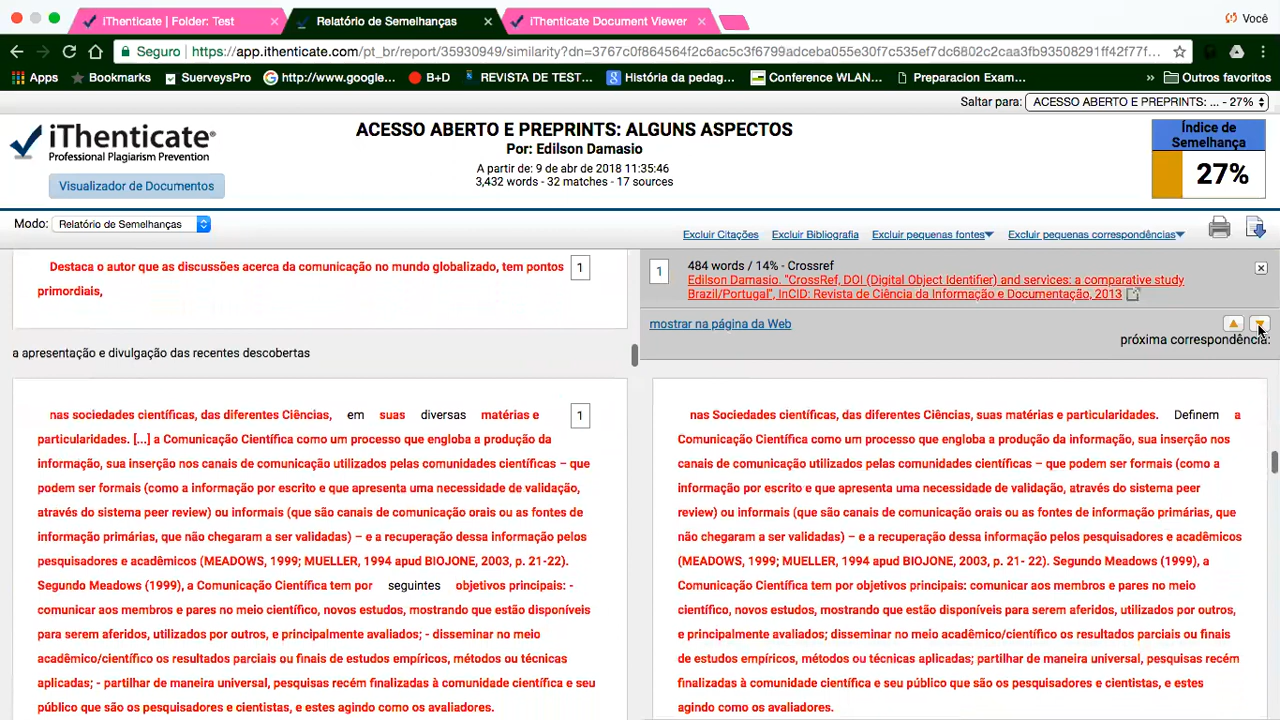 iThenticate | Folder: Test
Relatório de Semelhanças
iThenticate Document Viewer
Você
Seguro | https://app.ithenticate.com/pt_br/report/35930949/similarity?dn=3767c0f864564f2c6ac5c3f6799adceba055e30f7c535ef7dc6802c2caa3fb93508291ff42f77f...
Apps
Bookmarks
SuerveysPro
http://www.google...
B+D
REVISTA DE TEST...
História da pedag...
Conference WLAN...
Preparacion Exam...
» Outros favoritos
Saltar para: ACESSO ABERTO E PREPRINTS: ... - 27%
iThenticate®
Professional Plagiarism Prevention
Visualizador de Documentos
ACESSO ABERTO E PREPRINTS: ALGUNS ASPECTOS
Por: Edilson Damasio
A partir de: 9 de abr de 2018 11:35:46
3,432 words - 32 matches - 17 sources
Índice de
Semelhança
27%
Modo: Relatório de Semelhanças
Excluir Citações
Excluir Bibliografia
Excluir pequenas fontes▼
Excluir pequenas correspondências▼
Destaca o autor que as discussões acerca da comunicação no mundo globalizado, tem pontos
primordiais,
1
a apresentação e divulgação das recentes descobertas
nas sociedades científicas, das diferentes Ciências, em suas diversas matérias e
1
particularidades. [...] a Comunicação Científica como um processo que engloba a produção da
informação, sua inserção nos canais de comunicação utilizados pelas comunidades científicas – que
podem ser formais (como a informação por escrito e que apresenta uma necessidade de validação,
através do sistema peer review) ou informais (que são canais de comunicação orais ou as fontes de
informação primárias, que não chegaram a ser validadas) – e a recuperação dessa informação pelos
pesquisadores e acadêmicos (MEADOWS, 1999; MUELLER, 1994 apud BIOJONE, 2003, p. 21-22).
Segundo Meadows (1999), a Comunicação Científica tem por seguintes objetivos principais: -
comunicar aos membros e pares no meio científico, novos estudos, mostrando que estão disponíveis
para serem aferidos, utilizados por outros, e principalmente avaliados; - disseminar no meio
acadêmico/científico os resultados parciais ou finais de estudos empíricos, métodos ou técnicas
aplicadas; - partilhar de maneira universal, pesquisas recém finalizadas à comunidade científica e seu
público que são os pesquisadores e cientistas, e estes agindo como os avaliadores.
1
484 words / 14% - Crossref
Edilson Damasio. "CrossRef, DOI (Digital Object Identifier) and services: a comparative study
Brazil/Portugal", InCID: Revista de Ciência da Informação e Documentação, 2013
mostrar na página da Web
próxima correspondência:
nas Sociedades científicas, das diferentes Ciências, suas matérias e particularidades. Definem a
Comunicação Científica como um processo que engloba a produção da informação, sua inserção nos
canais de comunicação utilizados pelas comunidades científicas – que podem ser formais (como a
informação por escrito e que apresenta uma necessidade de validação, através do sistema peer
review) ou informais (que são canais de comunicação orais ou as fontes de informação primárias, que
não chegaram a ser validadas) – e a recuperação dessa informação pelos pesquisadores e acadêmicos
(MEADOWS, 1999; MUELLER, 1994 apud BIOJONE, 2003, p. 21- 22). Segundo Meadows (1999), a
Comunicação Científica tem por objetivos principais: comunicar aos membros e pares no meio
científico, novos estudos, mostrando que estão disponíveis para serem aferidos, utilizados por outros,
e principalmente avaliados; disseminar no meio acadêmico/científico os resultados parciais ou finais
de estudos empíricos, métodos ou técnicas aplicadas; partilhar de maneira universal, pesquisas recém
finalizadas à comunidade científica e seu público que são os pesquisadores e cientistas, e estes
agindo como os avaliadores.